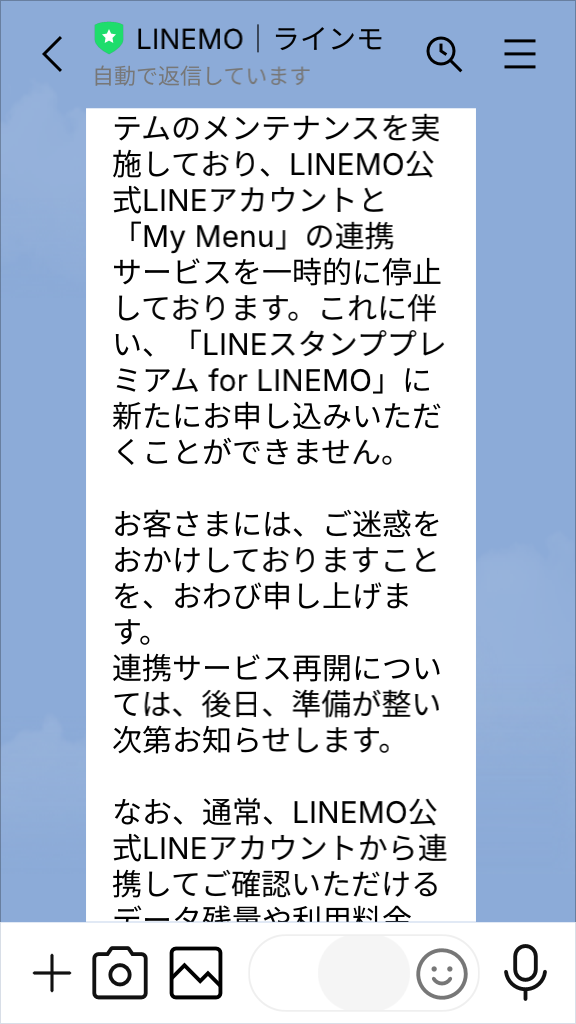 LINEMO｜ラインモ
自動で返信しています
テムのメンテナンスを実
施しており、LINEMO公
式LINEアカウントと
「My Menu」の連携
サービスを一時的に停止
しております。これに伴
い、「LINEスタンププレ
ミアム for LINEMO」に
新たにお申し込みいただ
くことができません。
お客さまには、ご迷惑を
おかけしておりますこと
を、おわび申し上げま
す。
連携サービス再開につい
ては、後日、準備が整い
次第お知らせします。
なお、通常、LINEMO公
式LINEアカウントから連
携してご確認いただける
データ残量や利用料金